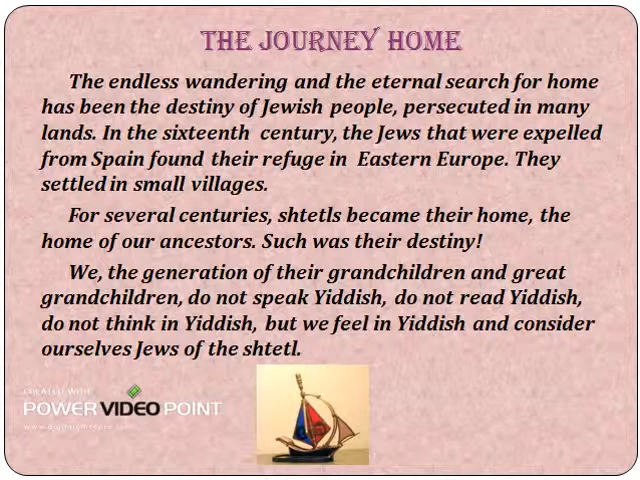 THE JOURNEY HOME
The endless wandering and the eternal search for home
has been the destiny of Jewish people, persecuted in many
lands. In the sixteenth century, the Jews that were expelled
from Spain found their refuge in Eastern Europe. They
settled in small villages.
For several centuries, shtetls became their home, the
home of our ancestors. Such was their destiny!
We, the generation of their grandchildren and great
grandchildren, do not speak Yiddish, do not read Yiddish,
do not think in Yiddish, but we feel in Yiddish and consider
ourselves Jews of the shtetl.
CREATED WITH
POWER VIDEO POINT